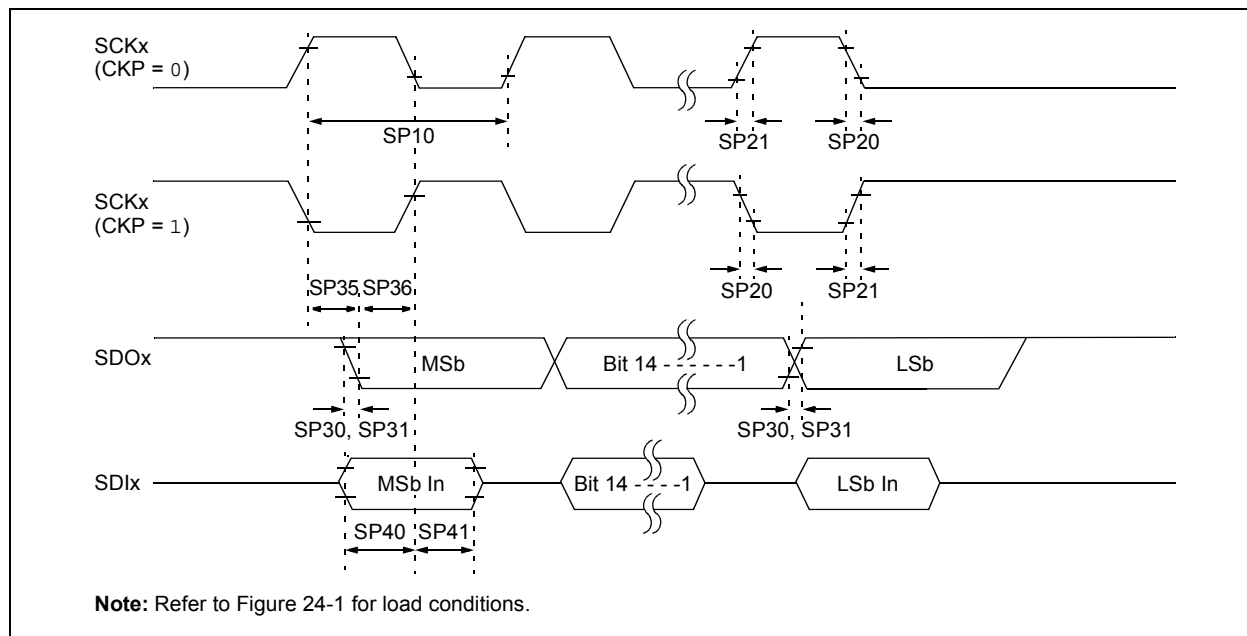 SCKx
(CKP = 0)
SP10
SP21
SP20
SCKx
(CKP = 1)
SP35
SP36
SP20
SP21
SDOx
MSb
Bit 14 - - - - - -1
LSb
SP30, SP31
SP30, SP31
SDIx
MSb In
Bit 14 - - - - -1
LSb In
SP40
SP41
Note: Refer to Figure 24-1 for load conditions.